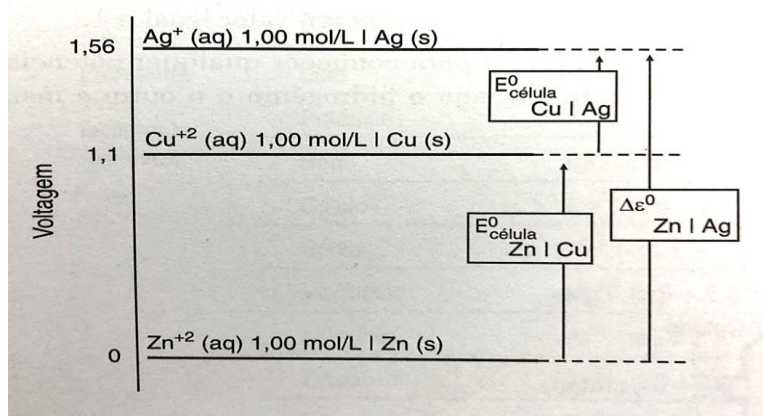 Ag⁺ (aq) 1,00 mol/L | Ag (s)
1,56
E⁰célula
Cu | Ag
Cu⁺² (aq) 1,00 mol/L | Cu (s)
1,1
Voltagem
Δε⁰
Zn | Ag
E⁰célula
Zn | Cu
Zn⁺² (aq) 1,00 mol/L | Zn (s)
0